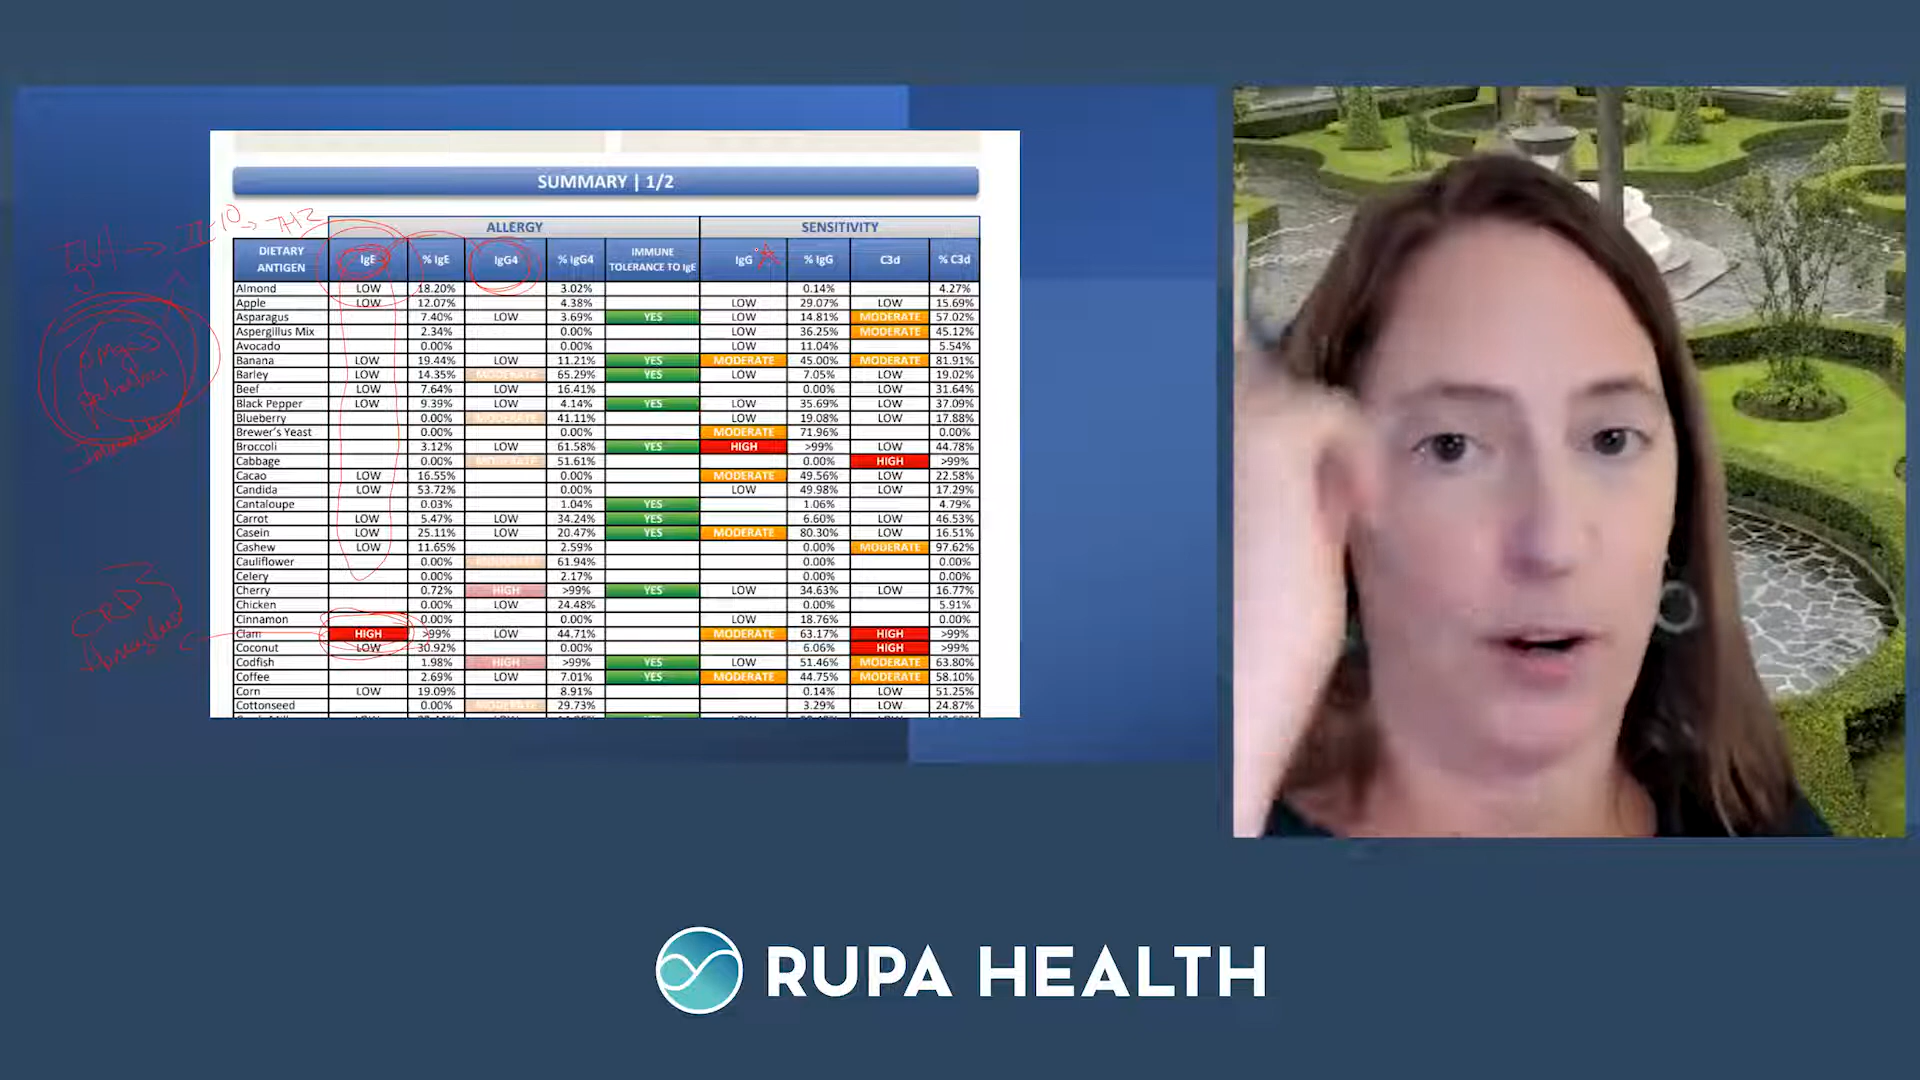 SUMMARY | 1/2
ALLERGY SENSITIVITY
DIETARY ANTIGEN IgE % IgE IgG4 % IgG4 IMMUNE TOLERANCE TO IgE IgG % IgG C3d % C3d
Almond LOW 18.20% 3.02% 0.14% 4.27%
Apple LOW 12.07% 4.38% LOW 29.07% LOW 15.69%
Asparagus 7.40% LOW 3.69% YES LOW 14.81% MODERATE 57.02%
Aspergillus Mix 2.34% 0.00% LOW 36.25% MODERATE 45.12%
Avocado 0.00% 0.00% LOW 11.04% 5.54%
Banana LOW 19.44% LOW 11.21% YES MODERATE 45.00% MODERATE 81.91%
Barley LOW 14.35% MODERATE 65.29% YES LOW 7.05% LOW 19.02%
Beef LOW 7.64% LOW 16.41% 0.00% LOW 31.64%
Black Pepper LOW 9.39% LOW 4.14% YES LOW 35.69% LOW 37.09%
Blueberry 0.00% MODERATE 41.11% LOW 19.08% LOW 17.88%
Brewer's Yeast 0.00% 0.00% MODERATE 71.96% 0.00%
Broccoli 3.12% LOW 61.58% YES HIGH >99% LOW 44.78%
Cabbage 0.00% MODERATE 51.61% 0.00% HIGH >99%
Cacao LOW 16.55% 0.00% MODERATE 49.56% LOW 22.58%
Candida LOW 53.72% 0.00% LOW 49.98% LOW 17.29%
Cantaloupe 0.03% 1.04% YES 1.06% 4.79%
Carrot LOW 5.47% LOW 34.24% YES 6.60% LOW 46.53%
Casein LOW 25.11% LOW 20.47% YES MODERATE 80.30% LOW 16.51%
Cashew LOW 11.65% 2.59% 0.00% MODERATE 97.62%
Cauliflower 0.00% MODERATE 61.94% 0.00% 0.00%
Celery 0.00% 2.17% 0.00% 0.00%
Cherry 0.72% HIGH >99% YES LOW 34.63% LOW 16.77%
Chicken 0.00% LOW 24.48% 0.00% 5.91%
Cinnamon 0.00% 0.00% LOW 18.76% 0.00%
Clam HIGH >99% LOW 44.71% MODERATE 63.17% HIGH >99%
Coconut LOW 30.92% 0.00% 6.06% HIGH >99%
Codfish 1.98% HIGH >99% YES LOW 51.46% MODERATE 63.80%
Coffee 2.69% LOW 7.01% YES MODERATE 44.75% MODERATE 58.10%
Corn LOW 19.09% 8.91% 0.14% LOW 51.25%
Cottonseed 0.00% MODERATE 29.73% 3.29% LOW 24.87%
RUPA HEALTH